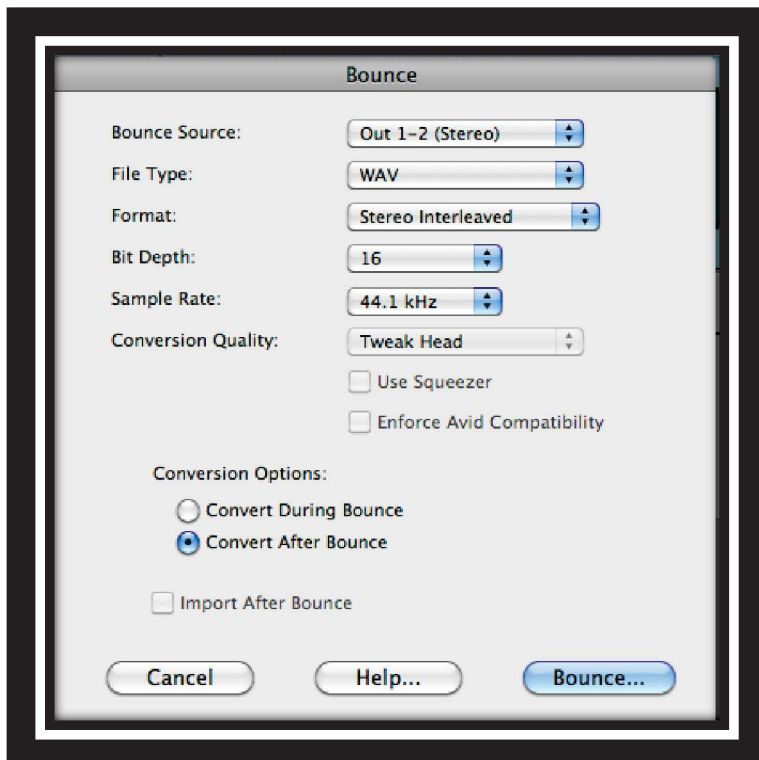 Bounce
Bounce Source: Out 1-2 (Stereo)
File Type: WAV
Format: Stereo Interleaved
Bit Depth: 16
Sample Rate: 44.1 kHz
Conversion Quality: Tweak Head
Use Squeezer
Enforce Avid Compatibility
Conversion Options:
Convert During Bounce
Convert After Bounce
Import After Bounce
Cancel Help... Bounce...